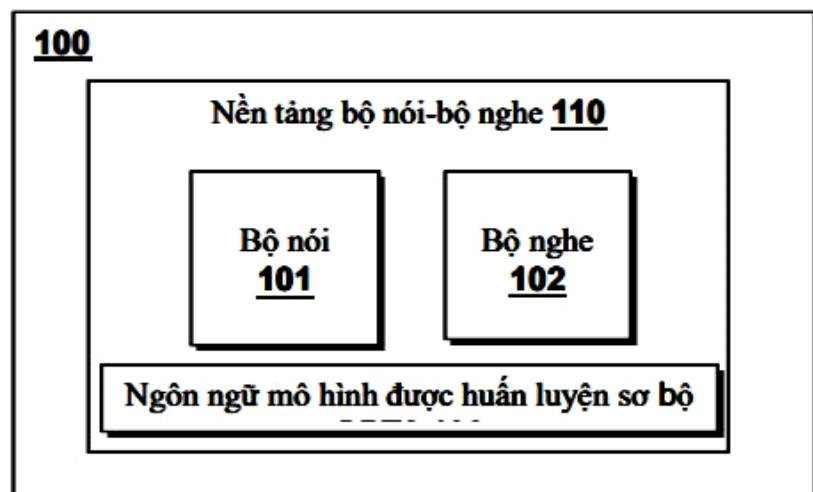 100
Nền tảng bộ nói-bộ nghe 110
Bộ nói
101
Bộ nghe
102
Ngôn ngữ mô hình được huấn luyện sơ bộ